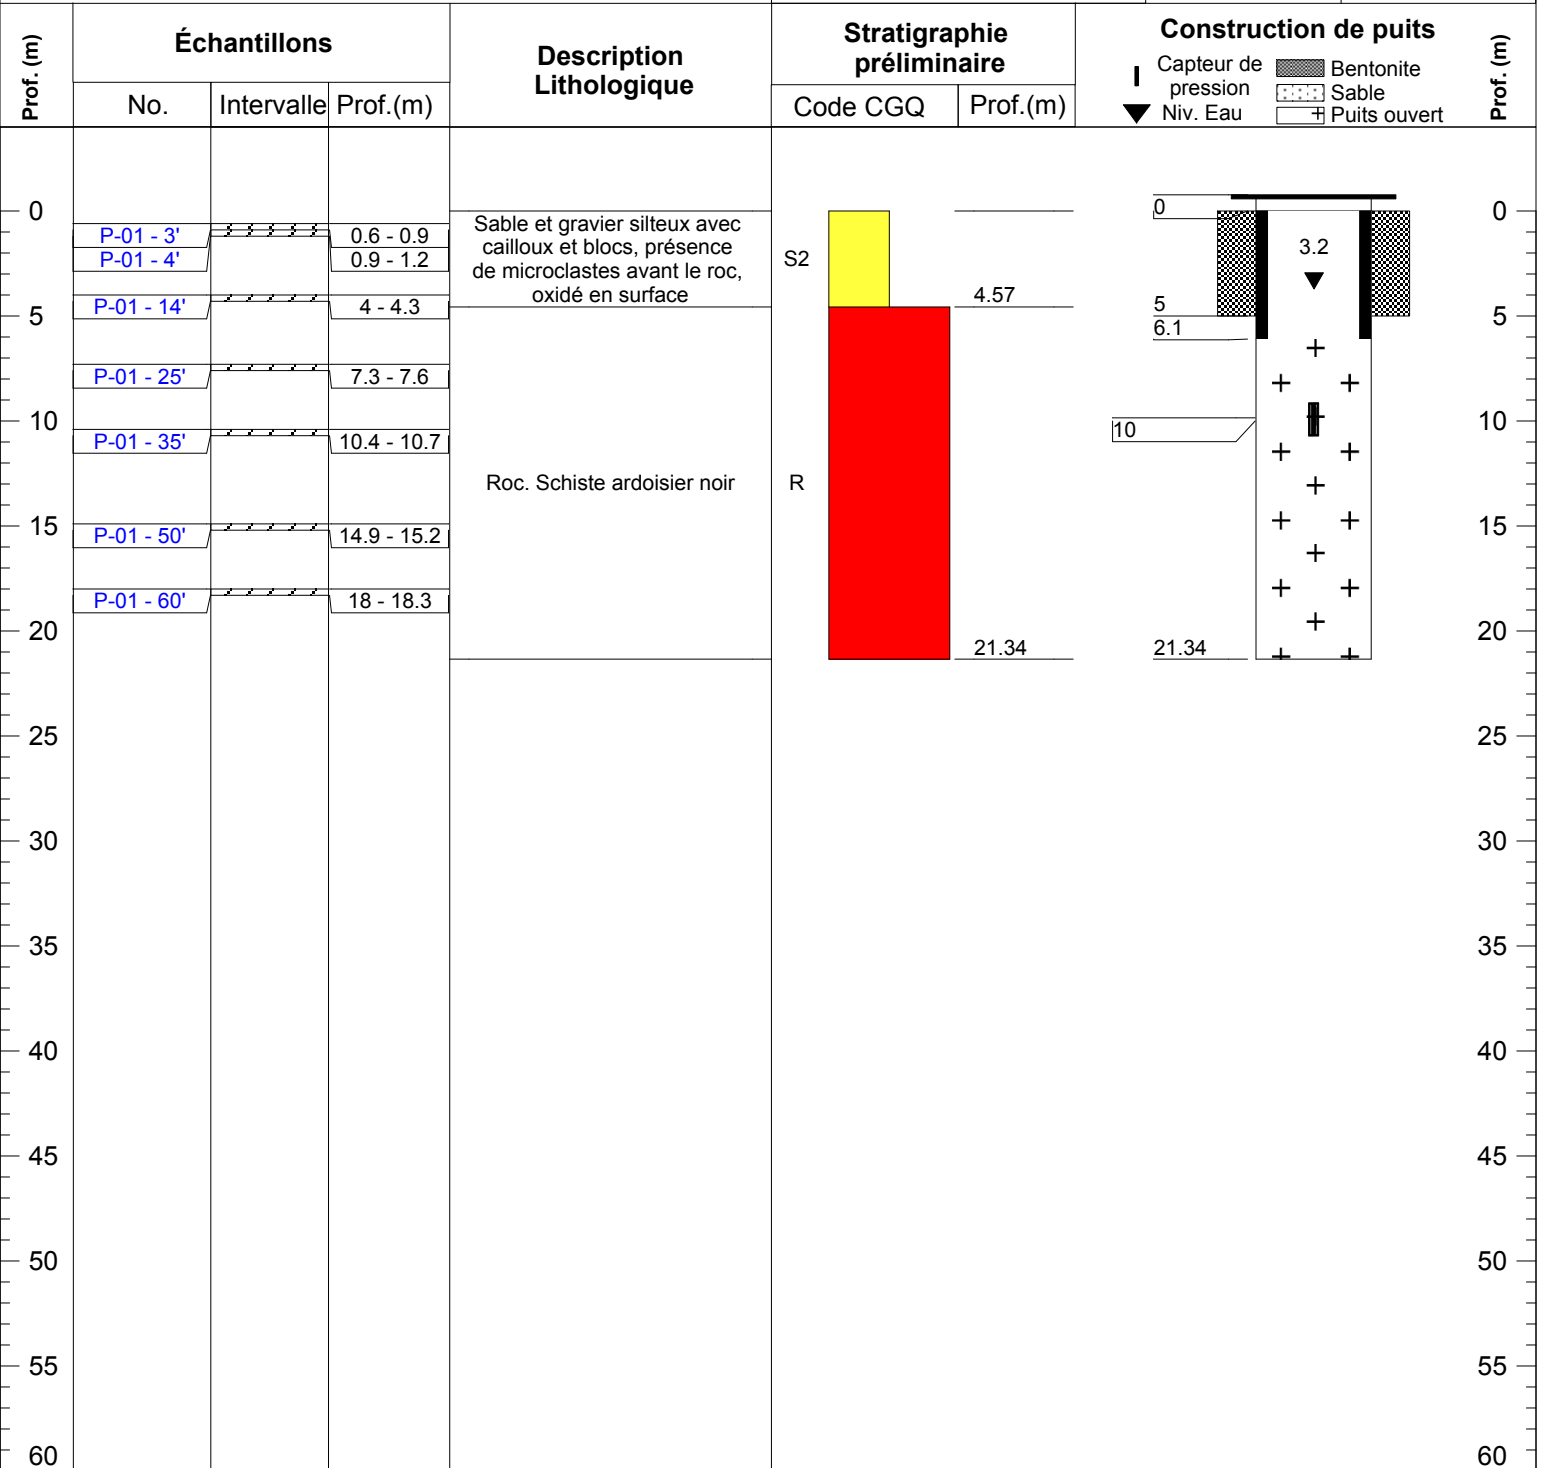 Prof. (m)
Échantillons
No.
Intervalle
Prof.(m)
Description
Lithologique
Stratigraphie
préliminaire
Code CGQ
Prof.(m)
Construction de puits
Capteur de
pression
Niv. Eau
Bentonite
Sable
Puits ouvert
Prof. (m)
0
5
10
15
20
25
30
35
40
45
50
55
60
P-01 - 3'
0.6 - 0.9
P-01 - 4'
0.9 - 1.2
P-01 - 14'
4 - 4.3
P-01 - 25'
7.3 - 7.6
P-01 - 35'
10.4 - 10.7
P-01 - 50'
14.9 - 15.2
P-01 - 60'
18 - 18.3
Sable et gravier silteux avec
cailloux et blocs, présence
de microclastes avant le roc,
oxidé en surface
Roc. Schiste ardoisier noir
S2
4.57
R
21.34
0
3.2
5
6.1
10
21.34
0
5
10
15
20
25
30
35
40
45
50
55
60